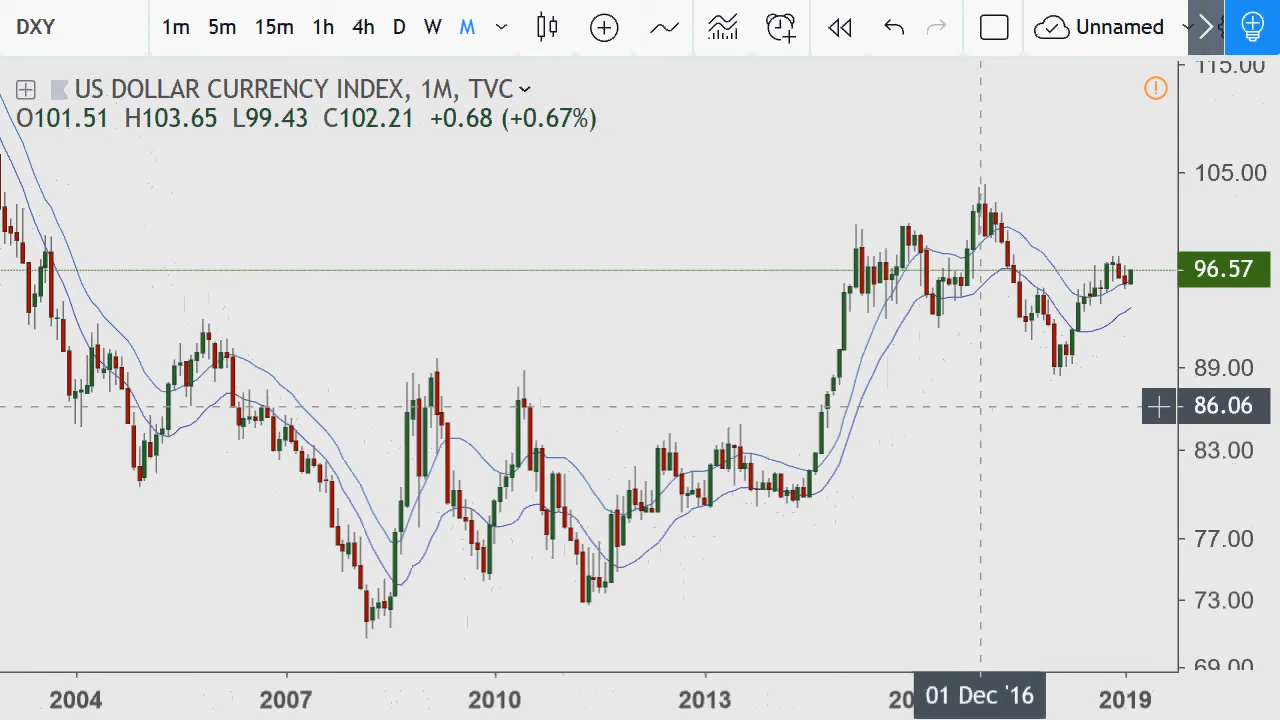 DXY 1m 5m 15m 1h 4h D W M Unnamed
US DOLLAR CURRENCY INDEX, 1M, TVC
O101.51 H103.65 L99.43 C102.21 +0.68 (+0.67%)
115.00
105.00
96.57
89.00
86.06
83.00
77.00
73.00
69.00
2004 2007 2010 2013 01 Dec '16 2019